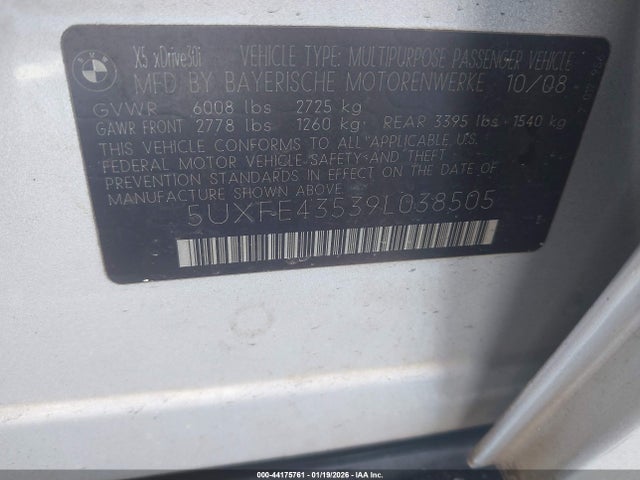 BMW
X5 xDrive30i VEHICLE TYPE: MULTIPURPOSE PASSENGER VEHICLE
MFD BY BAYERISCHE MOTORENWERKE 10/08
GVWR 6008 lbs 2725 kg
GAWR FRONT 2778 lbs 1260 kg, REAR 3395 lbs 1540 kg
THIS VEHICLE CONFORMS TO ALL APPLICABLE U.S.
FEDERAL MOTOR VEHICLE SAFETY AND THEFT
PREVENTION STANDARDS IN EFFECT ON THE DATE OF
MANUFACTURE SHOWN ABOVE
5UXFE43539L038505
000-44175761 - 01/19/2026 - IAA Inc.